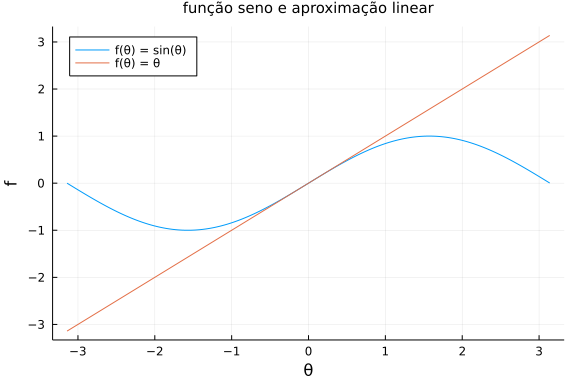 função seno e aproximação linear
f(θ) = sin(θ)
f(θ) = θ
3
2
1
0
−1
−2
−3
f
−3 −2 −1 0 1 2 3
θ